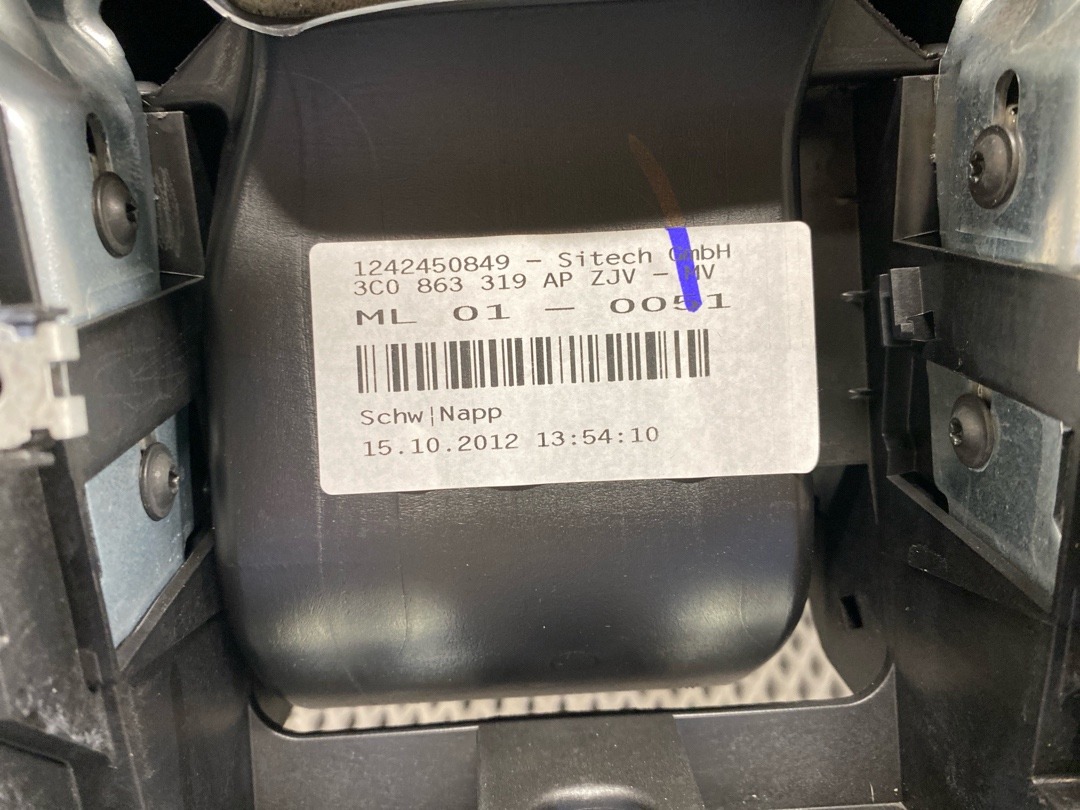 1242450849 - Sitech GmbH
3C0 863 319 AP ZJV - MV
ML 01 - 0051
Schw|Napp
15.10.2012 13:54:10